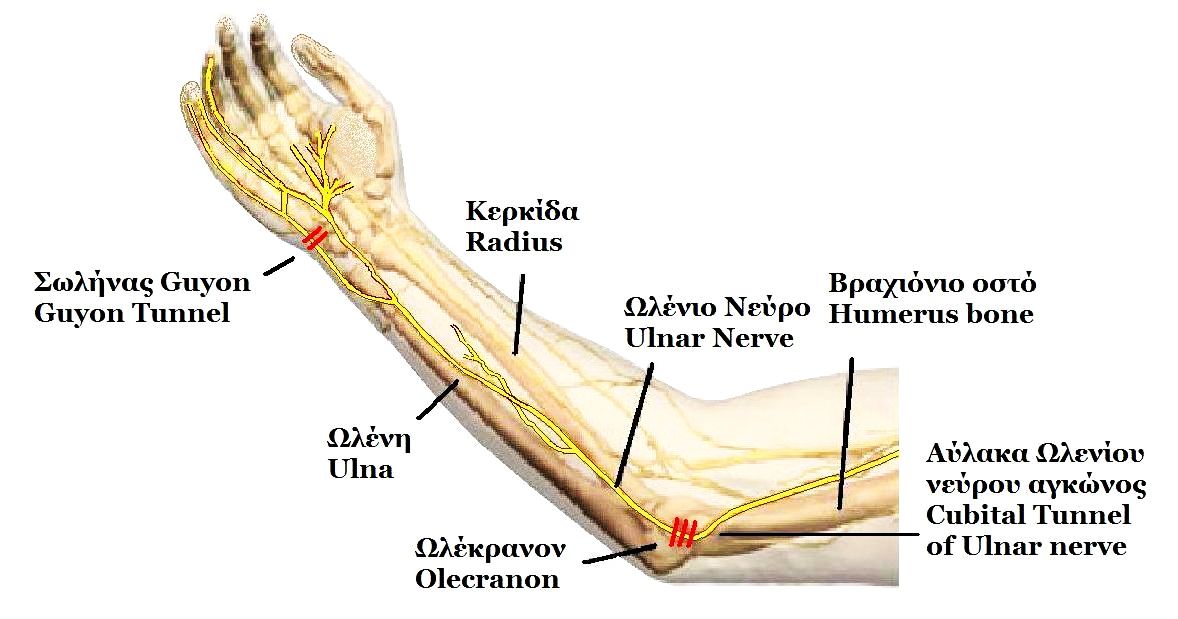 Κερκίδα
Radius
Σωλήνας Guyon
Guyon Tunnel
Ωλένιο Νεύρο
Ulnar Nerve
Βραχιόνιο οστό
Humerus bone
Ωλένη
Ulna
Αύλακα Ωλενίου
νεύρου αγκώνος
Cubital Tunnel
of Ulnar nerve
Ωλέκρανον
Olecranon